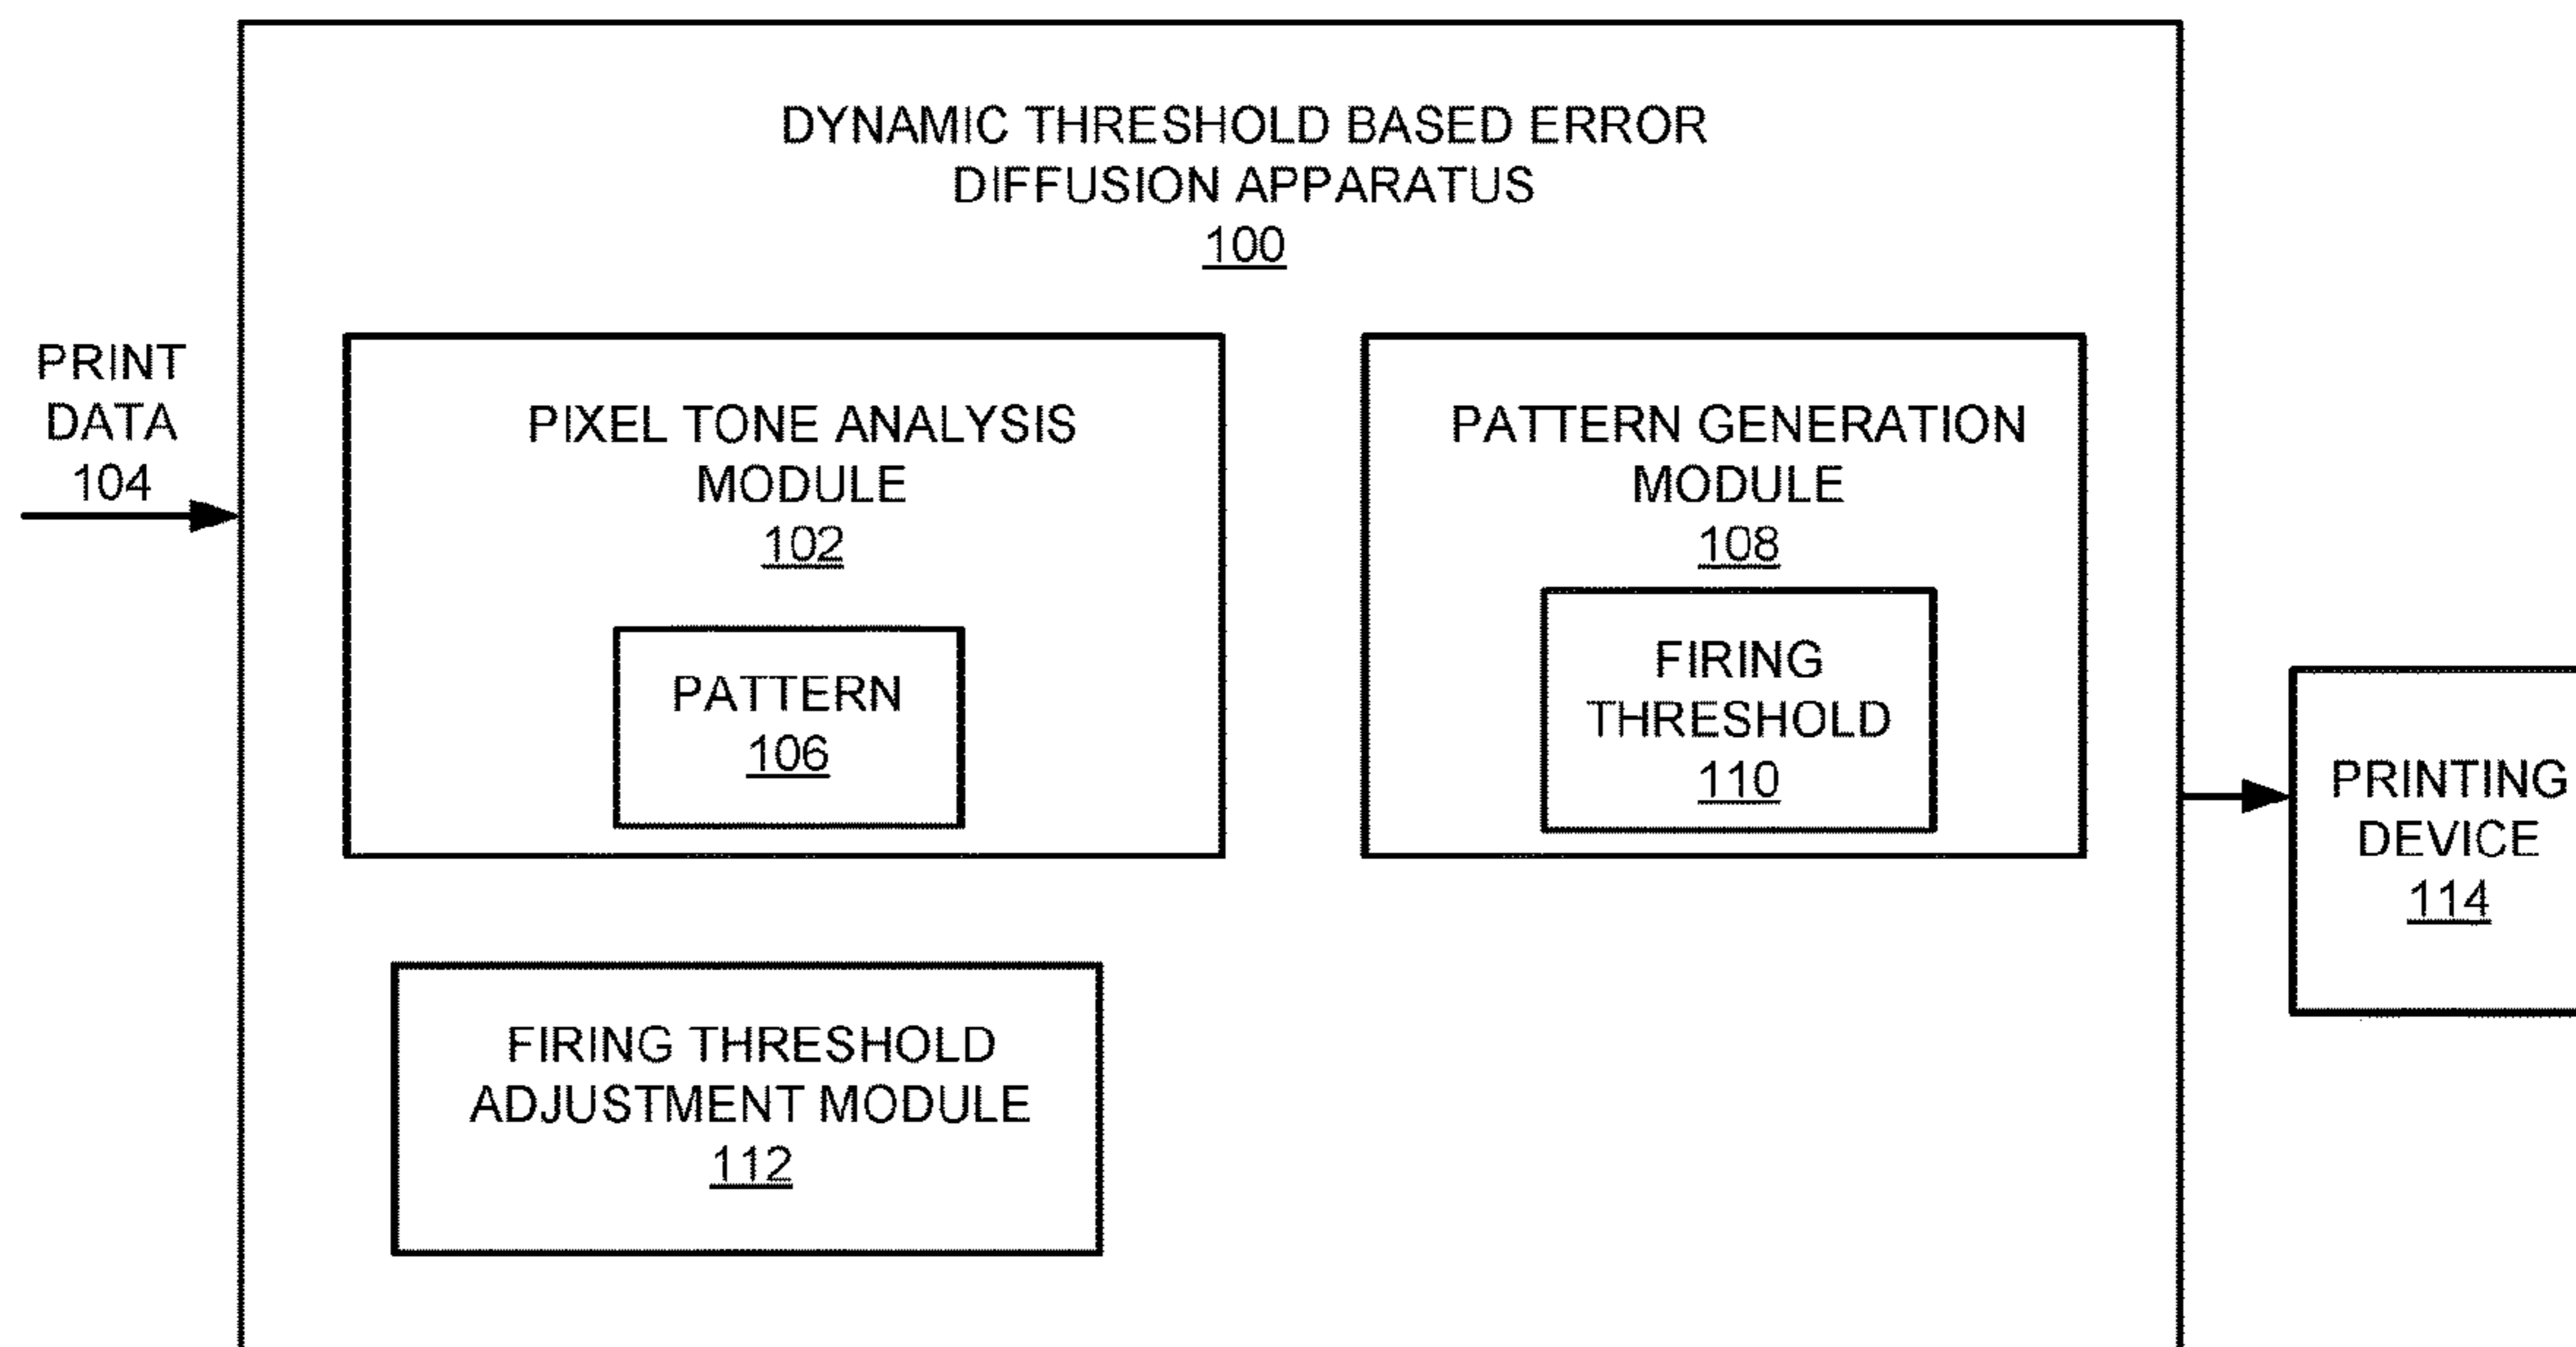 DYNAMIC THRESHOLD BASED ERROR
DIFFUSION APPARATUS
100
PRINT
DATA
104
PIXEL TONE ANALYSIS
MODULE
102
PATTERN
106
PATTERN GENERATION
MODULE
108
FIRING
THRESHOLD
110
FIRING THRESHOLD
ADJUSTMENT MODULE
112
PRINTING
DEVICE
114